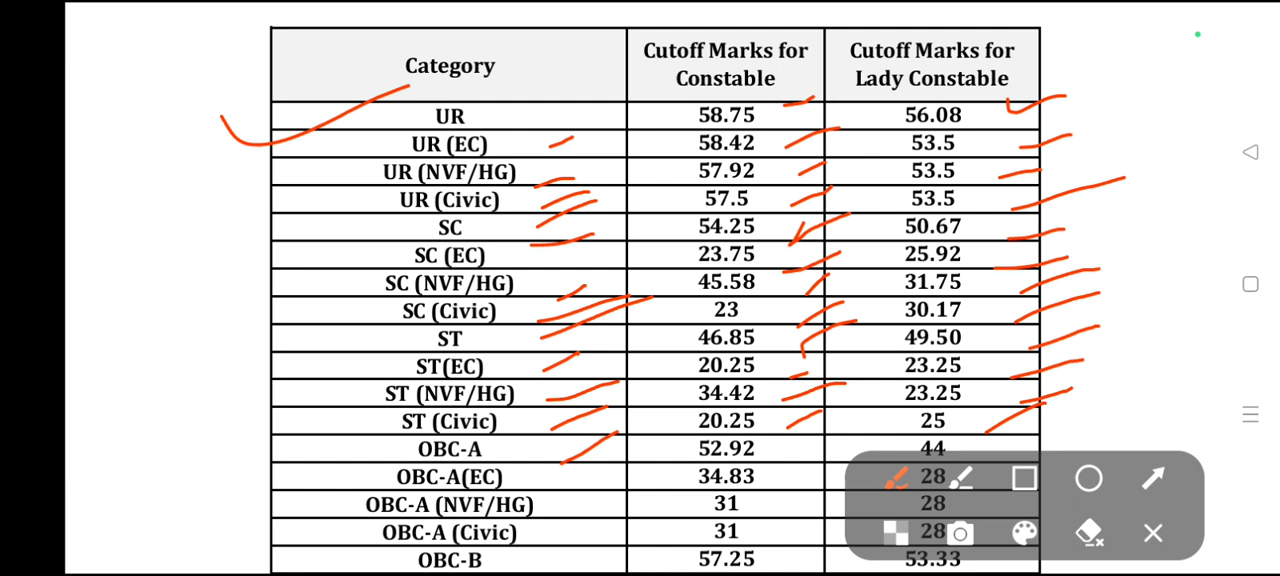 Category Cutoff Marks for Constable Cutoff Marks for Lady Constable
UR 58.75 56.08
UR (EC) 58.42 53.5
UR (NVF/HG) 57.92 53.5
UR (Civic) 57.5 53.5
SC 54.25 50.67
SC (EC) 23.75 25.92
SC (NVF/HG) 45.58 31.75
SC (Civic) 23 30.17
ST 46.85 49.50
ST(EC) 20.25 23.25
ST (NVF/HG) 34.42 23.25
ST (Civic) 20.25 25
OBC-A 52.92 44
OBC-A(EC) 34.83 28
OBC-A (NVF/HG) 31 28
OBC-A (Civic) 31 28
OBC-B 57.25 53.33